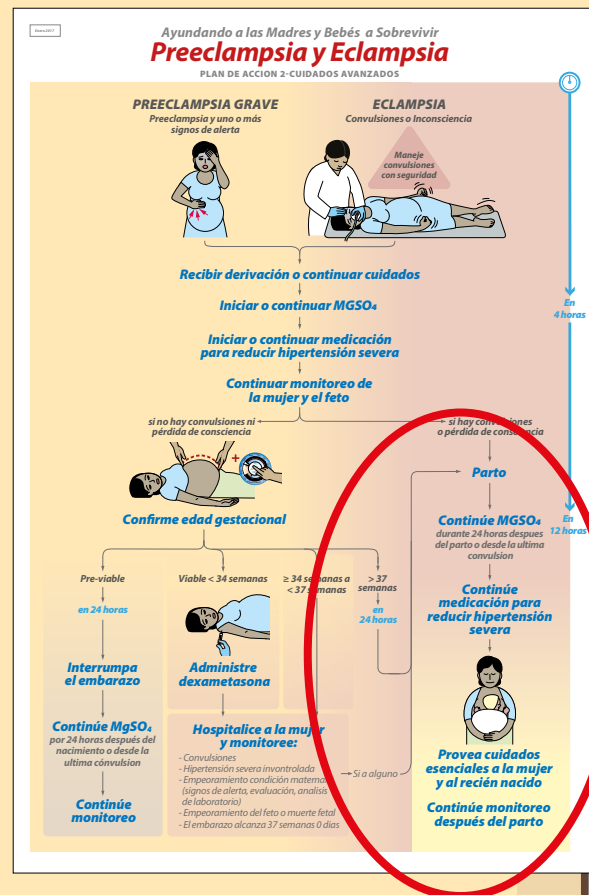 Enero 2017
Ayundando a las Madres y Bebés a Sobrevivir
Preeclampsia y Eclampsia
PLAN DE ACCION 2-CUIDADOS AVANZADOS
PREECLAMPSIA GRAVE
Preeclampsia y uno o más
signos de alerta
ECLAMPSIA
Convulsiones o Inconsciencia
Maneje
convulsiones
con seguridad
Recibir derivación o continuar cuidados
Iniciar o continuar MGSO₄
Iniciar o continuar medicación
para reducir hipertensión severa
Continuar monitoreo de
la mujer y el feto
En
4 horas
si no hay convulsiones ni
pérdida de consciencia
si hay convulsiones
o pérdida de consciencia
+
Confirme edad gestacional
Parto
Continúe MGSO₄
durante 24 horas despues
del parto o desde la ultima
convulsion
En
12 horas
Pre-viable
en 24 horas
Interrumpa
el embarazo
Continúe MgSO₄
por 24 horas después del
nacimiento o desde la
ultima cónvulsion
Continúe
monitoreo
Viable < 34 semanas
Administre
dexametasona
≥ 34 semanas a
< 37 semanas
> 37
semanas
en
24 horas
Hospitalice a la mujer
y monitoree:
- Convulsiones
- Hipertensión severa invontrolada
- Empeoramiento condición materna
(signos de alerta, evaluación, analisis
de laboratorio)
- Empeoramiento del feto o muerte fetal
- El embarazo alcanza 37 semanas 0 dias
Si a alguno
Continúe
medicación para
reducir hipertensión
severa
Provea cuidados
esenciales a la mujer
y al recién nacido
Continúe monitoreo
después del parto